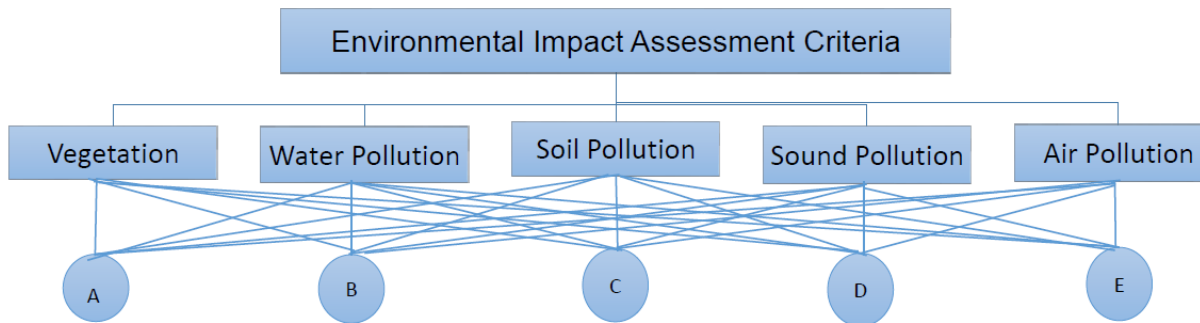 Environmental Impact Assessment Criteria
Vegetation
Water Pollution
Soil Pollution
Sound Pollution
Air Pollution
A
B
C
D
E